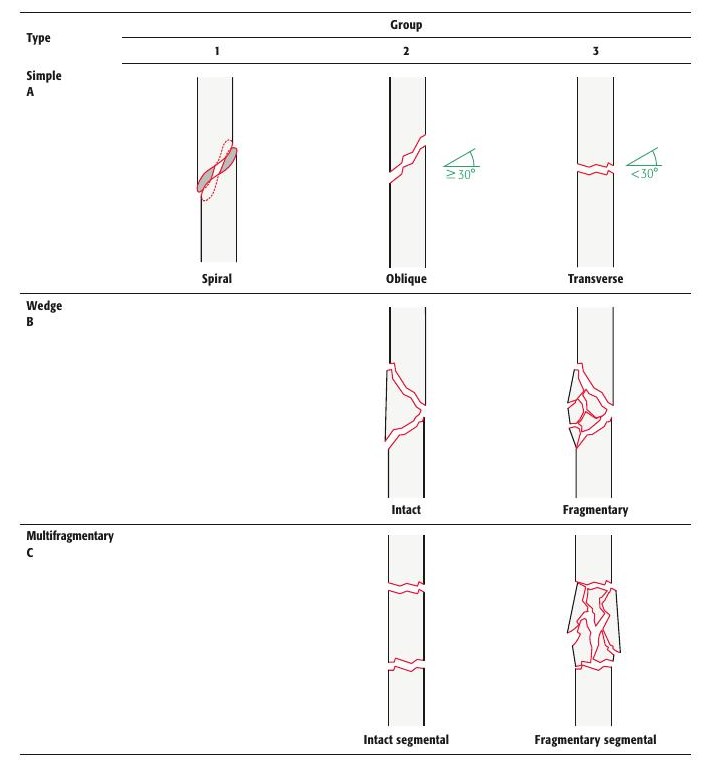 Group
Type
1 2 3
Simple
A
≥30° <30°
Spiral Oblique Transverse
Wedge
B
Intact Fragmentary
Multifragmentary
C
Intact segmental Fragmentary segmental